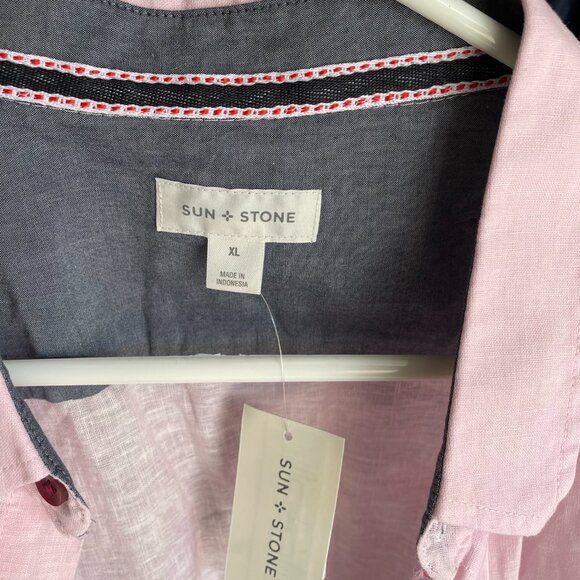 SUN + STONE
XL
MADE IN
INDONESIA
SUN + STONE